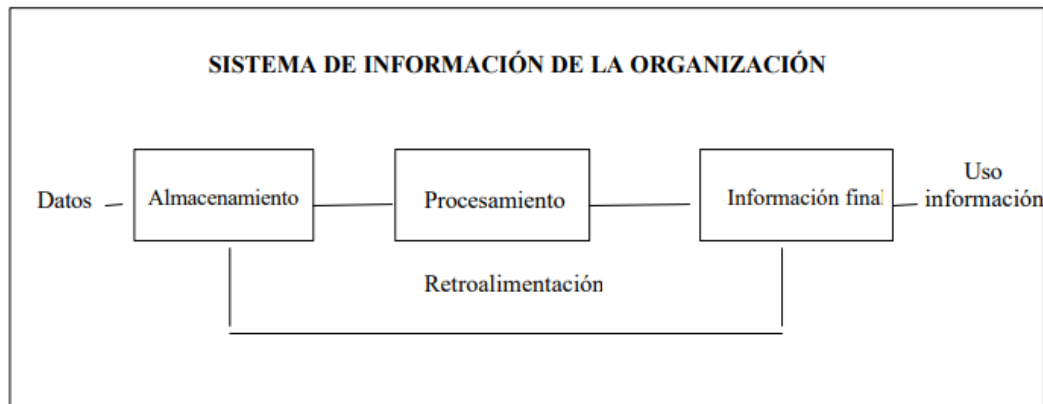 SISTEMA DE INFORMACIÓN DE LA ORGANIZACIÓN
Datos
Almacenamiento
Procesamiento
Información final
Uso
información
Retroalimentación